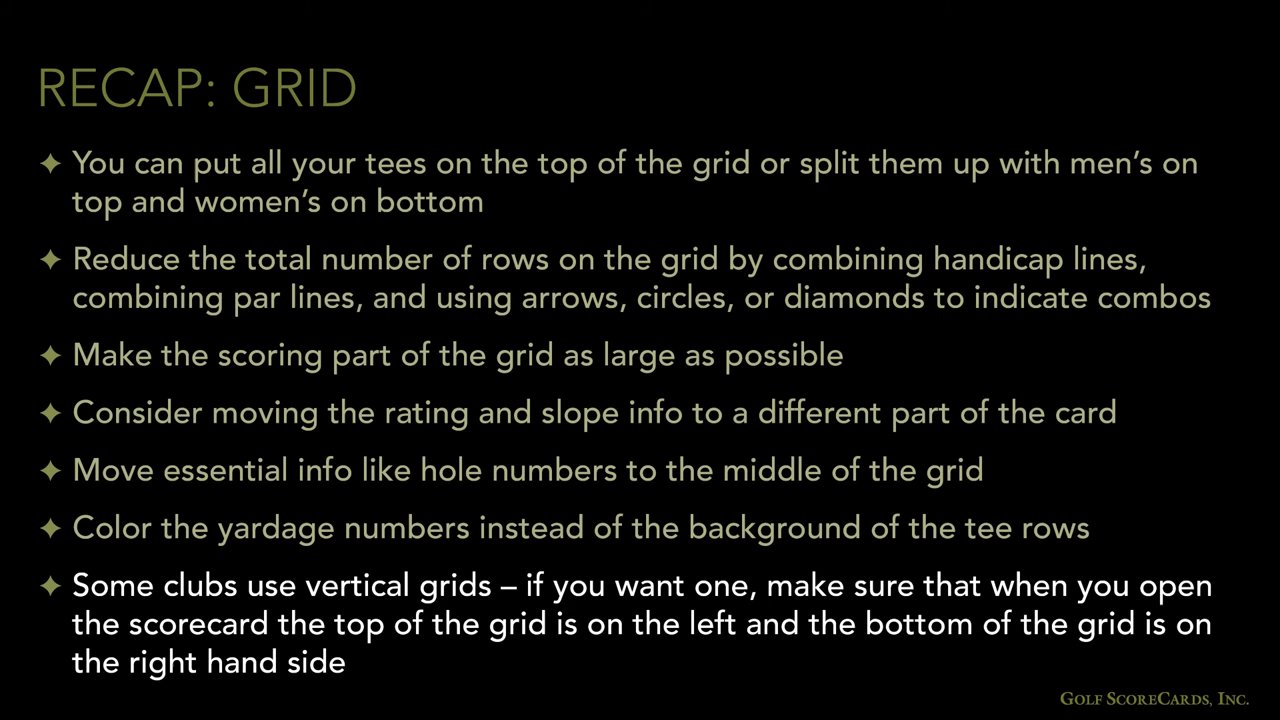 RECAP: GRID
✦ You can put all your tees on the top of the grid or split them up with men’s on
top and women’s on bottom
✦ Reduce the total number of rows on the grid by combining handicap lines,
combining par lines, and using arrows, circles, or diamonds to indicate combos
✦ Make the scoring part of the grid as large as possible
✦ Consider moving the rating and slope info to a different part of the card
✦ Move essential info like hole numbers to the middle of the grid
✦ Color the yardage numbers instead of the background of the tee rows
✦ Some clubs use vertical grids – if you want one, make sure that when you open
the scorecard the top of the grid is on the left and the bottom of the grid is on
the right hand side
Golf ScoreCards, Inc.